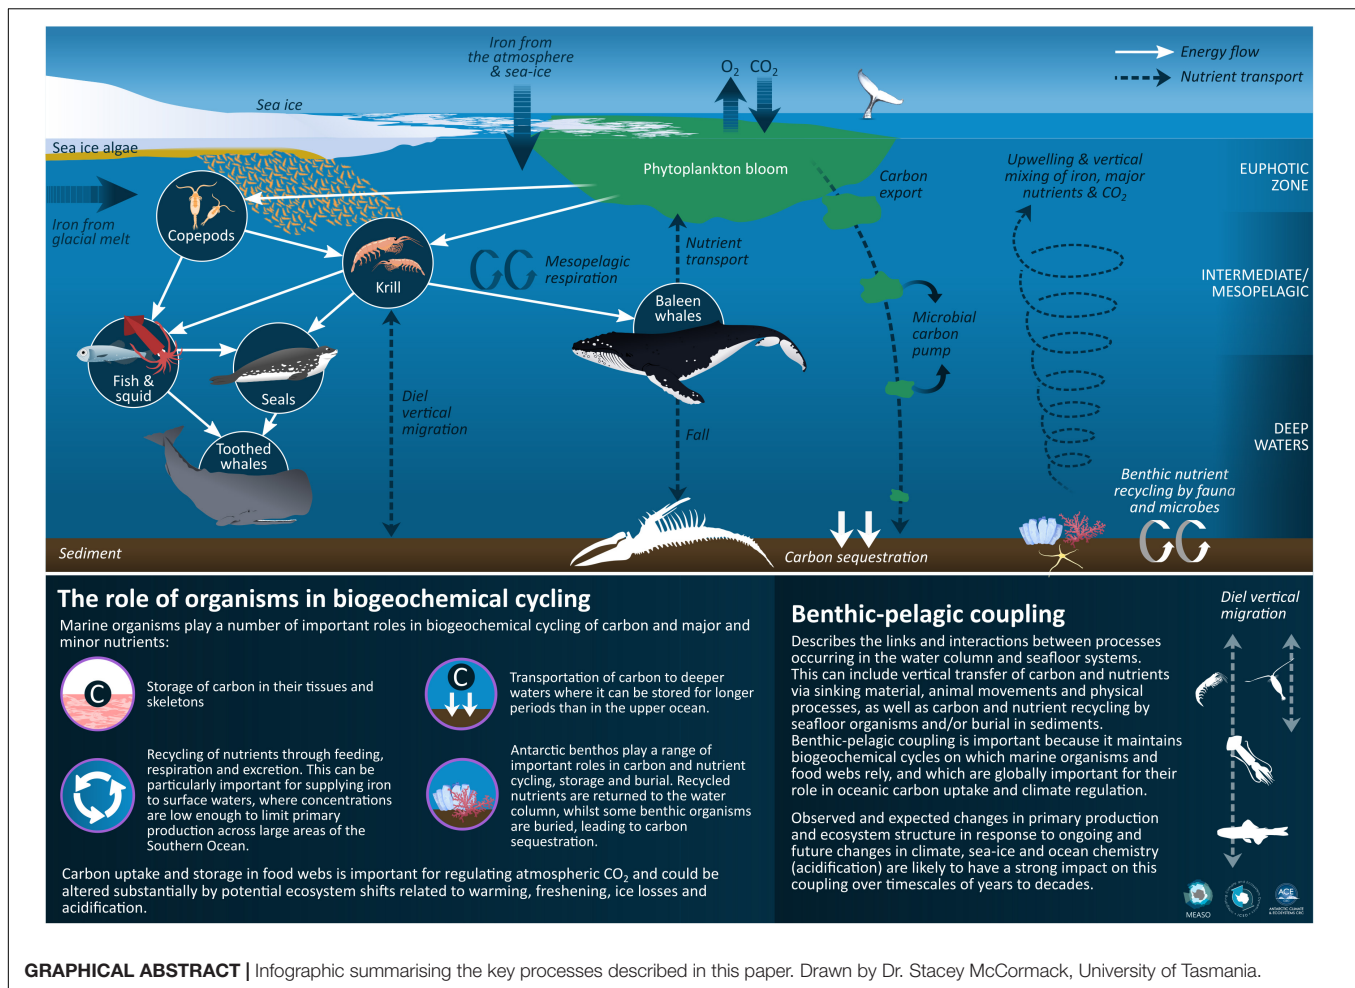 Iron from
the atmosphere
& sea-ice
O₂ CO₂
Energy flow
Nutrient transport
Sea ice
Sea ice algae
Phytoplankton bloom
Carbon
export
Upwelling & vertical
mixing of iron, major
nutrients & CO₂
EUPHOTIC
ZONE
Iron from
glacial melt
Copepods
Krill
Mesopelagic
respiration
Nutrient
transport
Baleen
whales
Microbial
carbon
pump
INTERMEDIATE/
MESOPELAGIC
Fish &
squid
Seals
Toothed
whales
Diel
vertical
migration
Fall
DEEP
WATERS
Benthic nutrient
recycling by fauna
and microbes
Sediment
Carbon sequestration
The role of organisms in biogeochemical cycling
Marine organisms play a number of important roles in biogeochemical cycling of carbon and major and
minor nutrients:
C
Storage of carbon in their tissues and
skeletons
C
Transportation of carbon to deeper
waters where it can be stored for longer
periods than in the upper ocean.
Recycling of nutrients through feeding,
respiration and excretion. This can be
particularly important for supplying iron
to surface waters, where concentrations
are low enough to limit primary
production across large areas of the
Southern Ocean.
Antarctic benthos play a range of
important roles in carbon and nutrient
cycling, storage and burial. Recycled
nutrients are returned to the water
column, whilst some benthic organisms
are buried, leading to carbon
sequestration.
Carbon uptake and storage in food webs is important for regulating atmospheric CO₂ and could be
altered substantially by potential ecosystem shifts related to warming, freshening, ice losses and
acidification.
Benthic-pelagic coupling
Describes the links and interactions between processes
occurring in the water column and seafloor systems.
This can include vertical transfer of carbon and nutrients
via sinking material, animal movements and physical
processes, as well as carbon and nutrient recycling by
seafloor organisms and/or burial in sediments.
Benthic-pelagic coupling is important because it maintains
biogeochemical cycles on which marine organisms and
food webs rely, and which are globally important for their
role in oceanic carbon uptake and climate regulation.
Observed and expected changes in primary production
and ecosystem structure in response to ongoing and
future changes in climate, sea-ice and ocean chemistry
(acidification) are likely to have a strong impact on this
coupling over timescales of years to decades.
Diel vertical
migration
MEASO
ACE
ANTARCTIC CLIMATE
& ECOSYSTEMS CRC
GRAPHICAL ABSTRACT | Infographic summarising the key processes described in this paper. Drawn by Dr. Stacey McCormack, University of Tasmania.